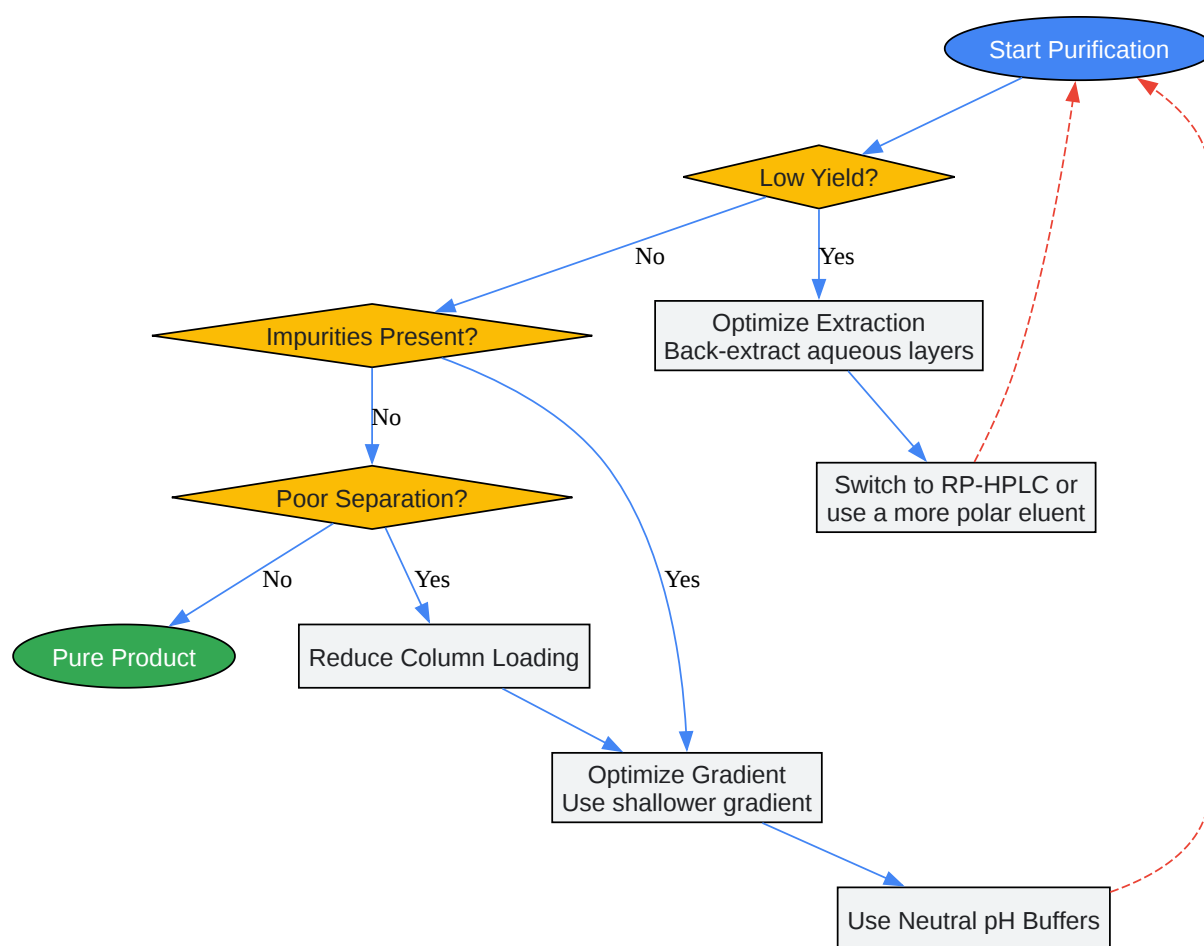 Start Purification
Low Yield?
No
Yes
Impurities Present?
Optimize Extraction
Back-extract aqueous layers
No
Poor Separation?
Switch to RP-HPLC or
use a more polar eluent
No
Yes
Yes
Pure Product
Reduce Column Loading
Optimize Gradient
Use shallower gradient
Use Neutral pH Buffers